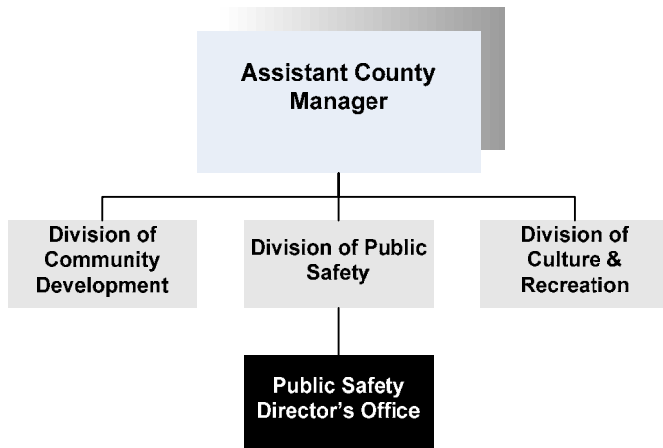 Assistant County
Manager
Division of
Community
Development
Division of Public
Safety
Division of
Culture &
Recreation
Public Safety
Director's Office